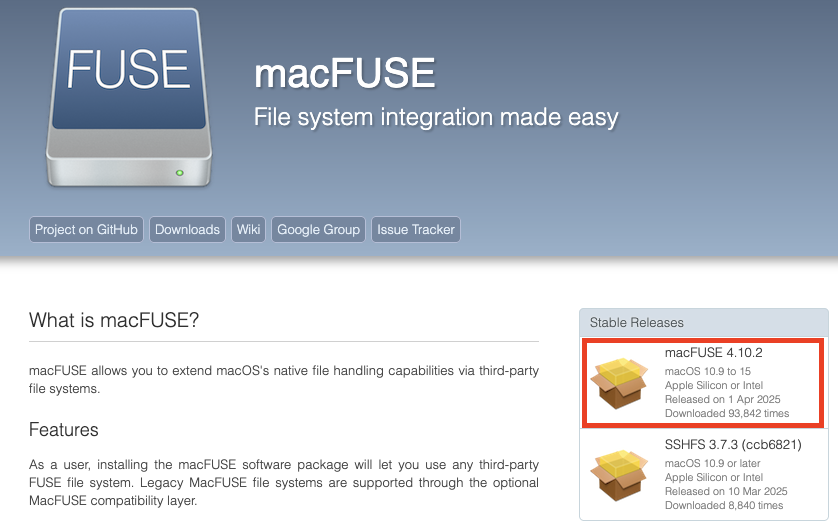 FUSE
macFUSE
File system integration made easy
Project on GitHub
Downloads
Wiki
Google Group
Issue Tracker
What is macFUSE?
macFUSE allows you to extend macOS's native file handling capabilities via third-party
file systems.
Features
As a user, installing the macFUSE software package will let you use any third-party
FUSE file system. Legacy MacFUSE file systems are supported through the optional
MacFUSE compatibility layer.
Stable Releases
macFUSE 4.10.2
macOS 10.9 to 15
Apple Silicon or Intel
Released on 1 Apr 2025
Downloaded 93,842 times
SSHFS 3.7.3 (ccb6821)
macOS 10.9 or later
Apple Silicon or Intel
Released on 10 Mar 2025
Downloaded 8,840 times